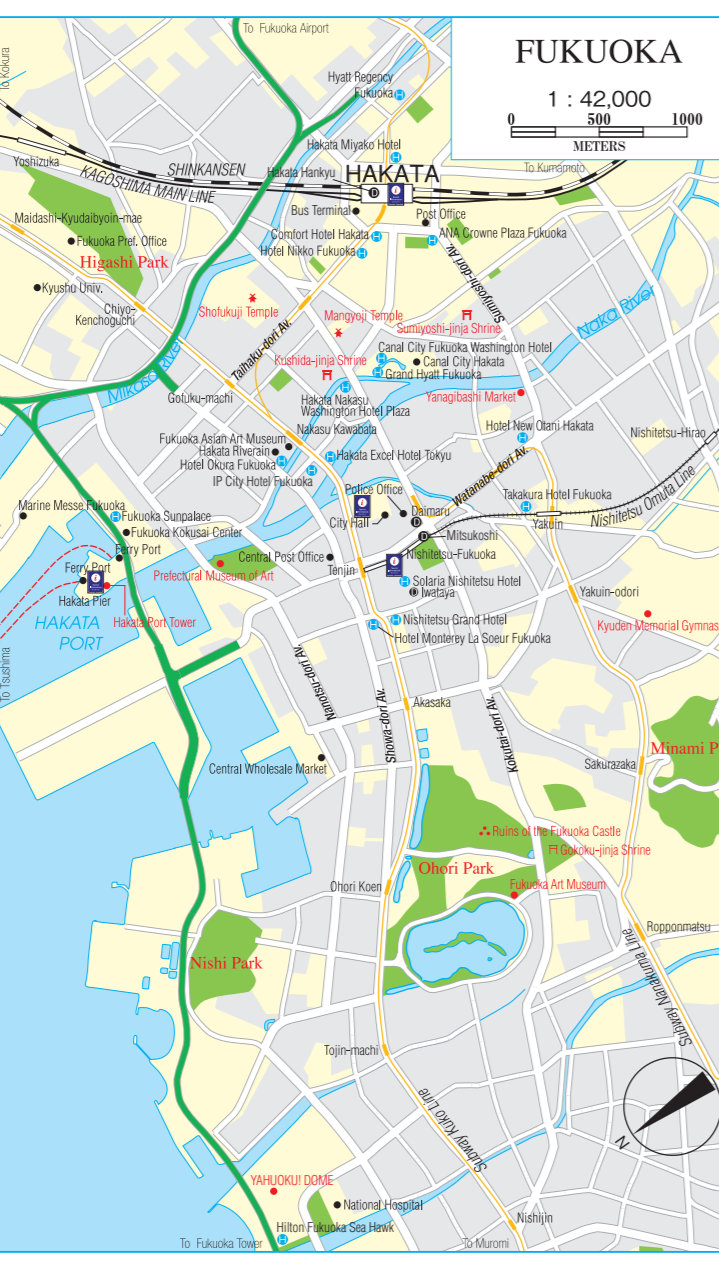 To Fukuoka Airport
FUKUOKA
1 : 42,000
0 500 1000
METERS
To Kokura
Hyatt Regency
Fukuoka H
Hakata Miyako Hotel
H
SHINKANSEN
Yoshizuka
KAGOSHIMA MAIN LINE
Hakata Hankyu
HAKATA
D
i
To Kumamoto
Bus Terminal
Post Office
Maidashi-Kyudaibyoin-mae
Fukuoka Pref. Office
Comfort Hotel Hakata H
H ANA Crowne Plaza Fukuoka
Hotel Nikko Fukuoka H
Higashi Park
Sumiyoshi-dori Av.
Kyushu Univ.
Chiyo-
Kenchoguchi
Shofukuji Temple
Mangyoji Temple
Sumiyoshi-jinja Shrine
Naka River
Taihaku-dori Av.
Canal City Fukuoka Washington Hotel
H
Kushida-jinja Shrine
Canal City Hakata
H Grand Hyatt Fukuoka
Mikasa River
Gofuku-machi
H
Hakata Nakasu
Washington Hotel Plaza
Yanagibashi Market
Nakasu Kawabata
Hotel New Otani Hakata
H
Nishitetsu-Hirao
Fukuoka Asian Art Museum
Hakata Riverain
Hotel Okura Fukuoka H
H Hakata Excel Hotel Tokyu
H
IP City Hotel Fukuoka
Watanabe-dori Av.
Nishitetsu Omuta Line
Police Office
Takakura Hotel Fukuoka
H
Marine Messe Fukuoka
H Fukuoka Sunpalace
i
City Hall
Daimaru
D
Yakuin
Fukuoka Kokusai Center
D Mitsukoshi
Ferry Port
Central Post Office
Nishitetsu-Fukuoka
Ferry Port
Prefectural Museum of Art
Tenjin
i
i
H Solaria Nishitetsu Hotel
D Iwataya
Yakuin-odori
Hakata Pier
HAKATA
PORT
Hakata Port Tower
H Nishitetsu Grand Hotel
H
Hotel Monterey La Soeur Fukuoka
Kyuden Memorial Gymnas
To Tsushima
Nanotsu-dori Av.
Showa-dori Av.
Akasaka
Kokutai-dori Av.
Minami P
Central Wholesale Market
Sakurazaka
Ruins of the Fukuoka Castle
Gokoku-jinja Shrine
Ohori Park
Ohori Koen
Fukuoka Art Museum
Ropponmatsu
Nishi Park
Subway Nanakuma Line
Tojin-machi
Subway Kuko Line
N
YAHUOKU! DOME
National Hospital
Nishijin
Hilton Fukuoka Sea Hawk
H
To Fukuoka Tower
To Muromi